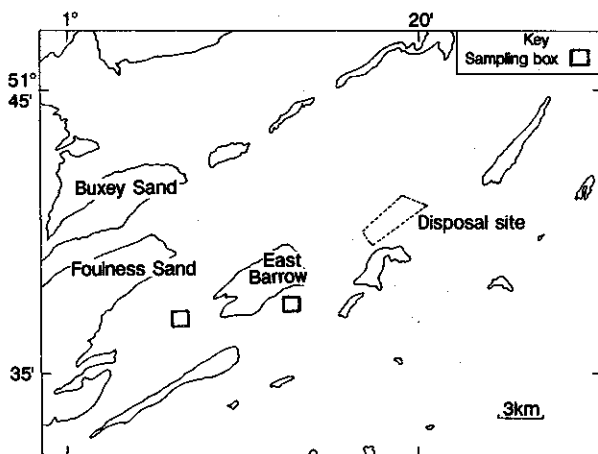 1°
20'
Key
Sampling box
51°
45'
Buxey Sand
Disposal site
Foulness Sand
East
Barrow
35'
3km